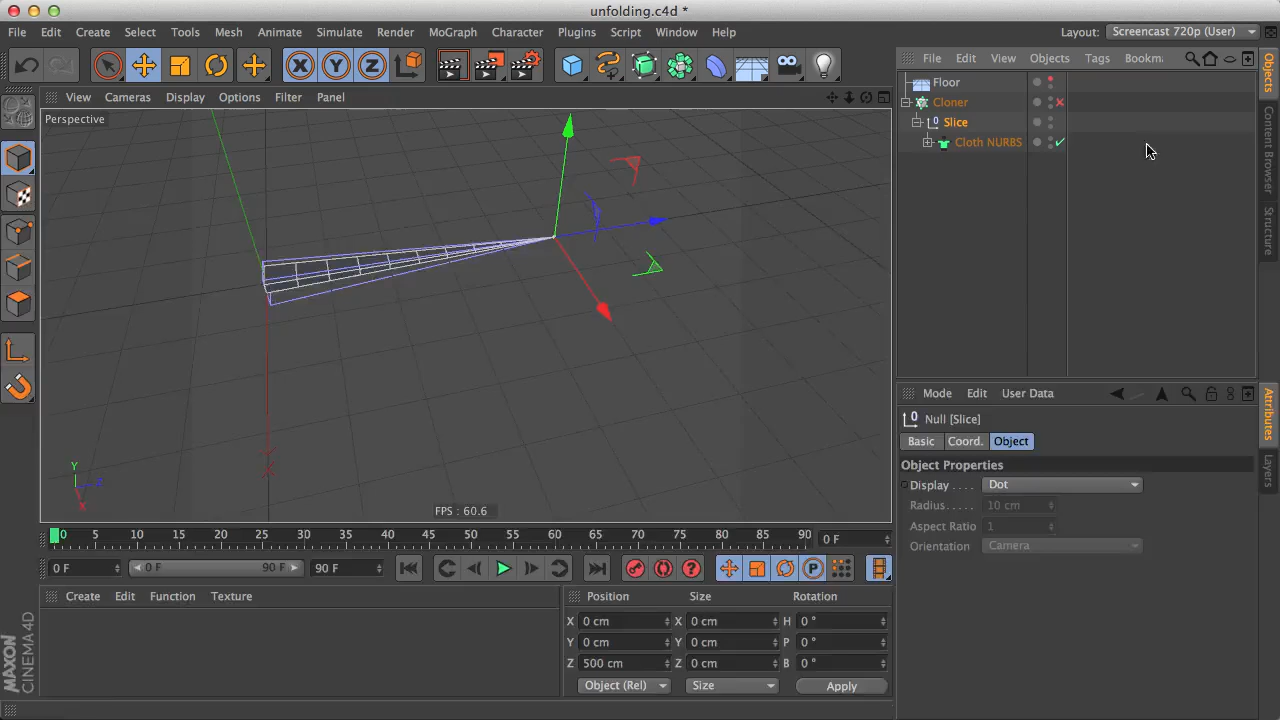 unfolding.c4d *
File Edit Create Select Tools Mesh Animate Simulate Render MoGraph Character Plugins Script Window Help Layout: Screencast 720p (User)
File Edit View Objects Tags Bookm.
View Cameras Display Options Filter Panel
Perspective
Floor
Cloner
Slice
Cloth NURBS
Objects
Content Browser
Structure
Mode Edit User Data
Null [Slice]
Basic Coord. Object
Object Properties
Display . . . . Dot
Radius. . . . . 10 cm
Aspect Ratio 1
Orientation Camera
Attributes
Layers
Y
Z
X
FPS : 60.6
0 5 10 15 20 25 30 35 40 45 50 55 60 65 70 75 80 85 90 0 F
0 F 0 F 90 F 90 F
Create Edit Function Texture
Position Size Rotation
X 0 cm X 0 cm H 0 °
Y 0 cm Y 0 cm P 0 °
Z 500 cm Z 0 cm B 0 °
Object (Rel) Size Apply
MAXON
CINEMA 4D